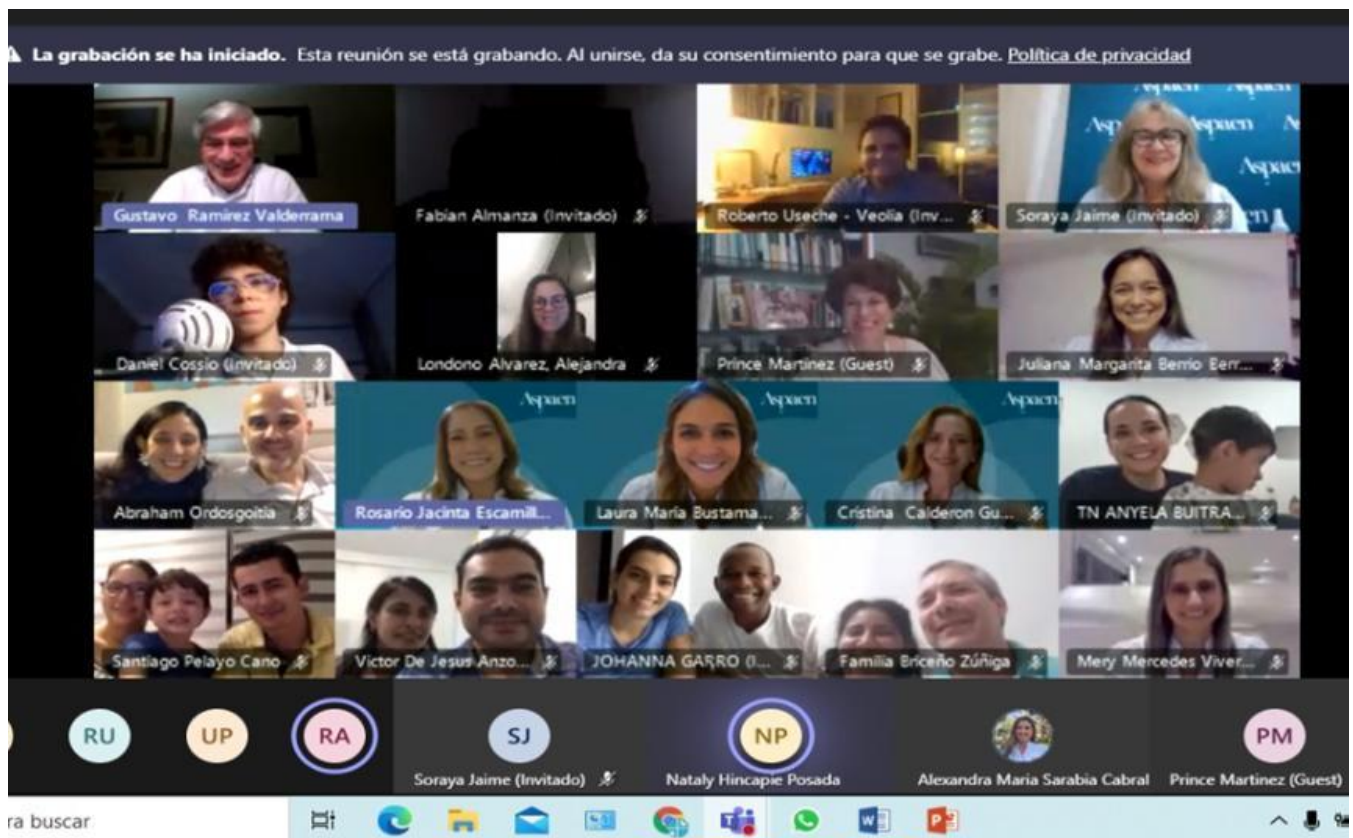 La grabación se ha iniciado. Esta reunión se está grabando. Al unirse, da su consentimiento para que se grabe. Política de privacidad
Aspaen Aspaen
Aspaen
Aspaen
Gustavo Ramirez Valderrama
Fabian Almanza (Invitado)
Roberto Useche - Veolia (Inv...
Soraya Jaime (Invitado)
Daniel Cossio (Invitado)
Londono Alvarez, Alejandra
Prince Martinez (Guest)
Juliana Margarita Berrio Berr...
Aspaen
Aspaen
Aspaen
Abraham Ordosgoitia
Rosario Jacinta Escamill...
Laura María Bustama...
Cristina Calderon Gu...
TN ANYELA BUITRA...
Santiago Pelayo Cano
Victor De Jesus Anzo...
JOHANNA GARRO (I...
Familia Briceño Zúñiga
Mery Mercedes Viver...
RU
UP
RA
SJ
NP
PM
Soraya Jaime (Invitado)
Nataly Hincapie Posada
Alexandra Maria Sarabia Cabral
Prince Martinez (Guest)
ra buscar